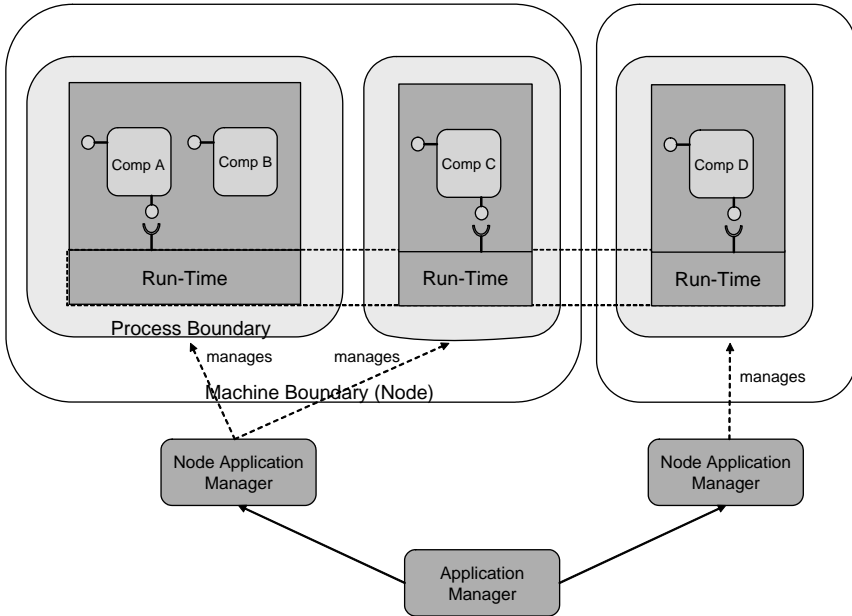 Comp A
Comp B
Comp C
Comp D
Run-Time
Run-Time
Run-Time
Process Boundary
manages
manages
manages
Machine Boundary (Node)
Node Application
Manager
Node Application
Manager
Application
Manager